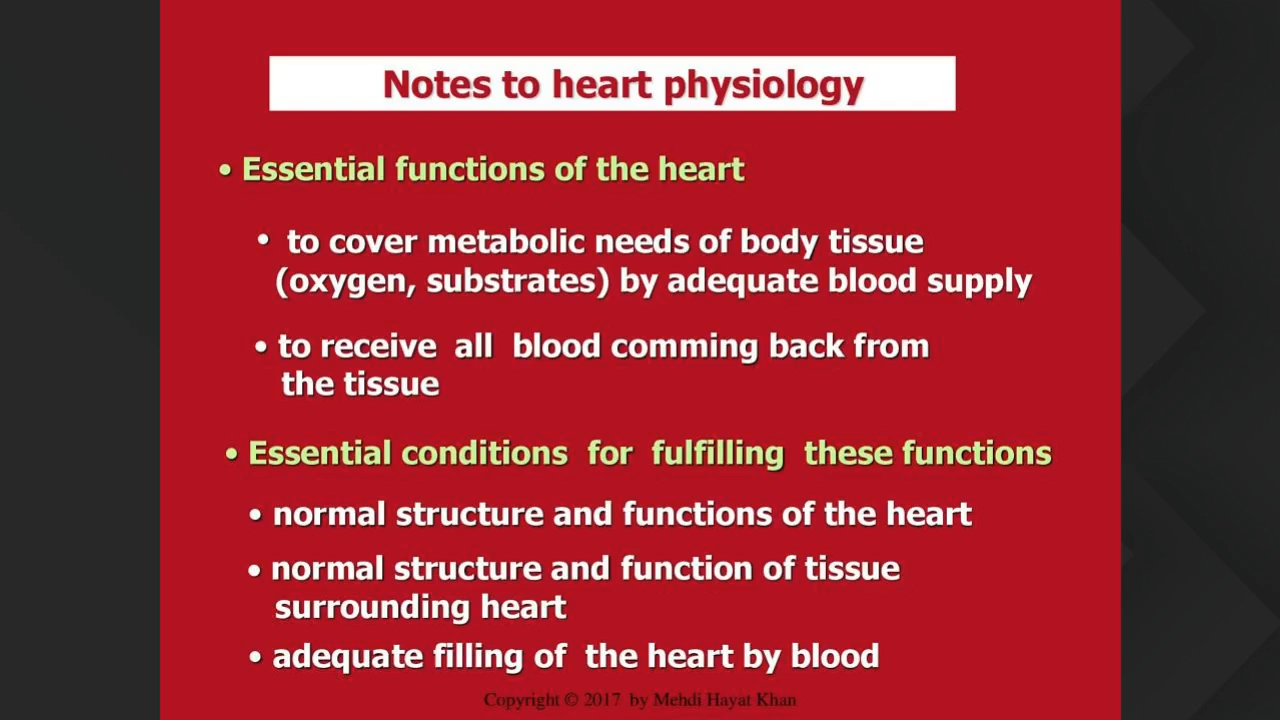 Notes to heart physiology
• Essential functions of the heart
• to cover metabolic needs of body tissue
(oxygen, substrates) by adequate blood supply
• to receive all blood comming back from
the tissue
• Essential conditions for fulfilling these functions
• normal structure and functions of the heart
• normal structure and function of tissue
surrounding heart
• adequate filling of the heart by blood
Copyright © 2017 by Mehdi Hayat Khan